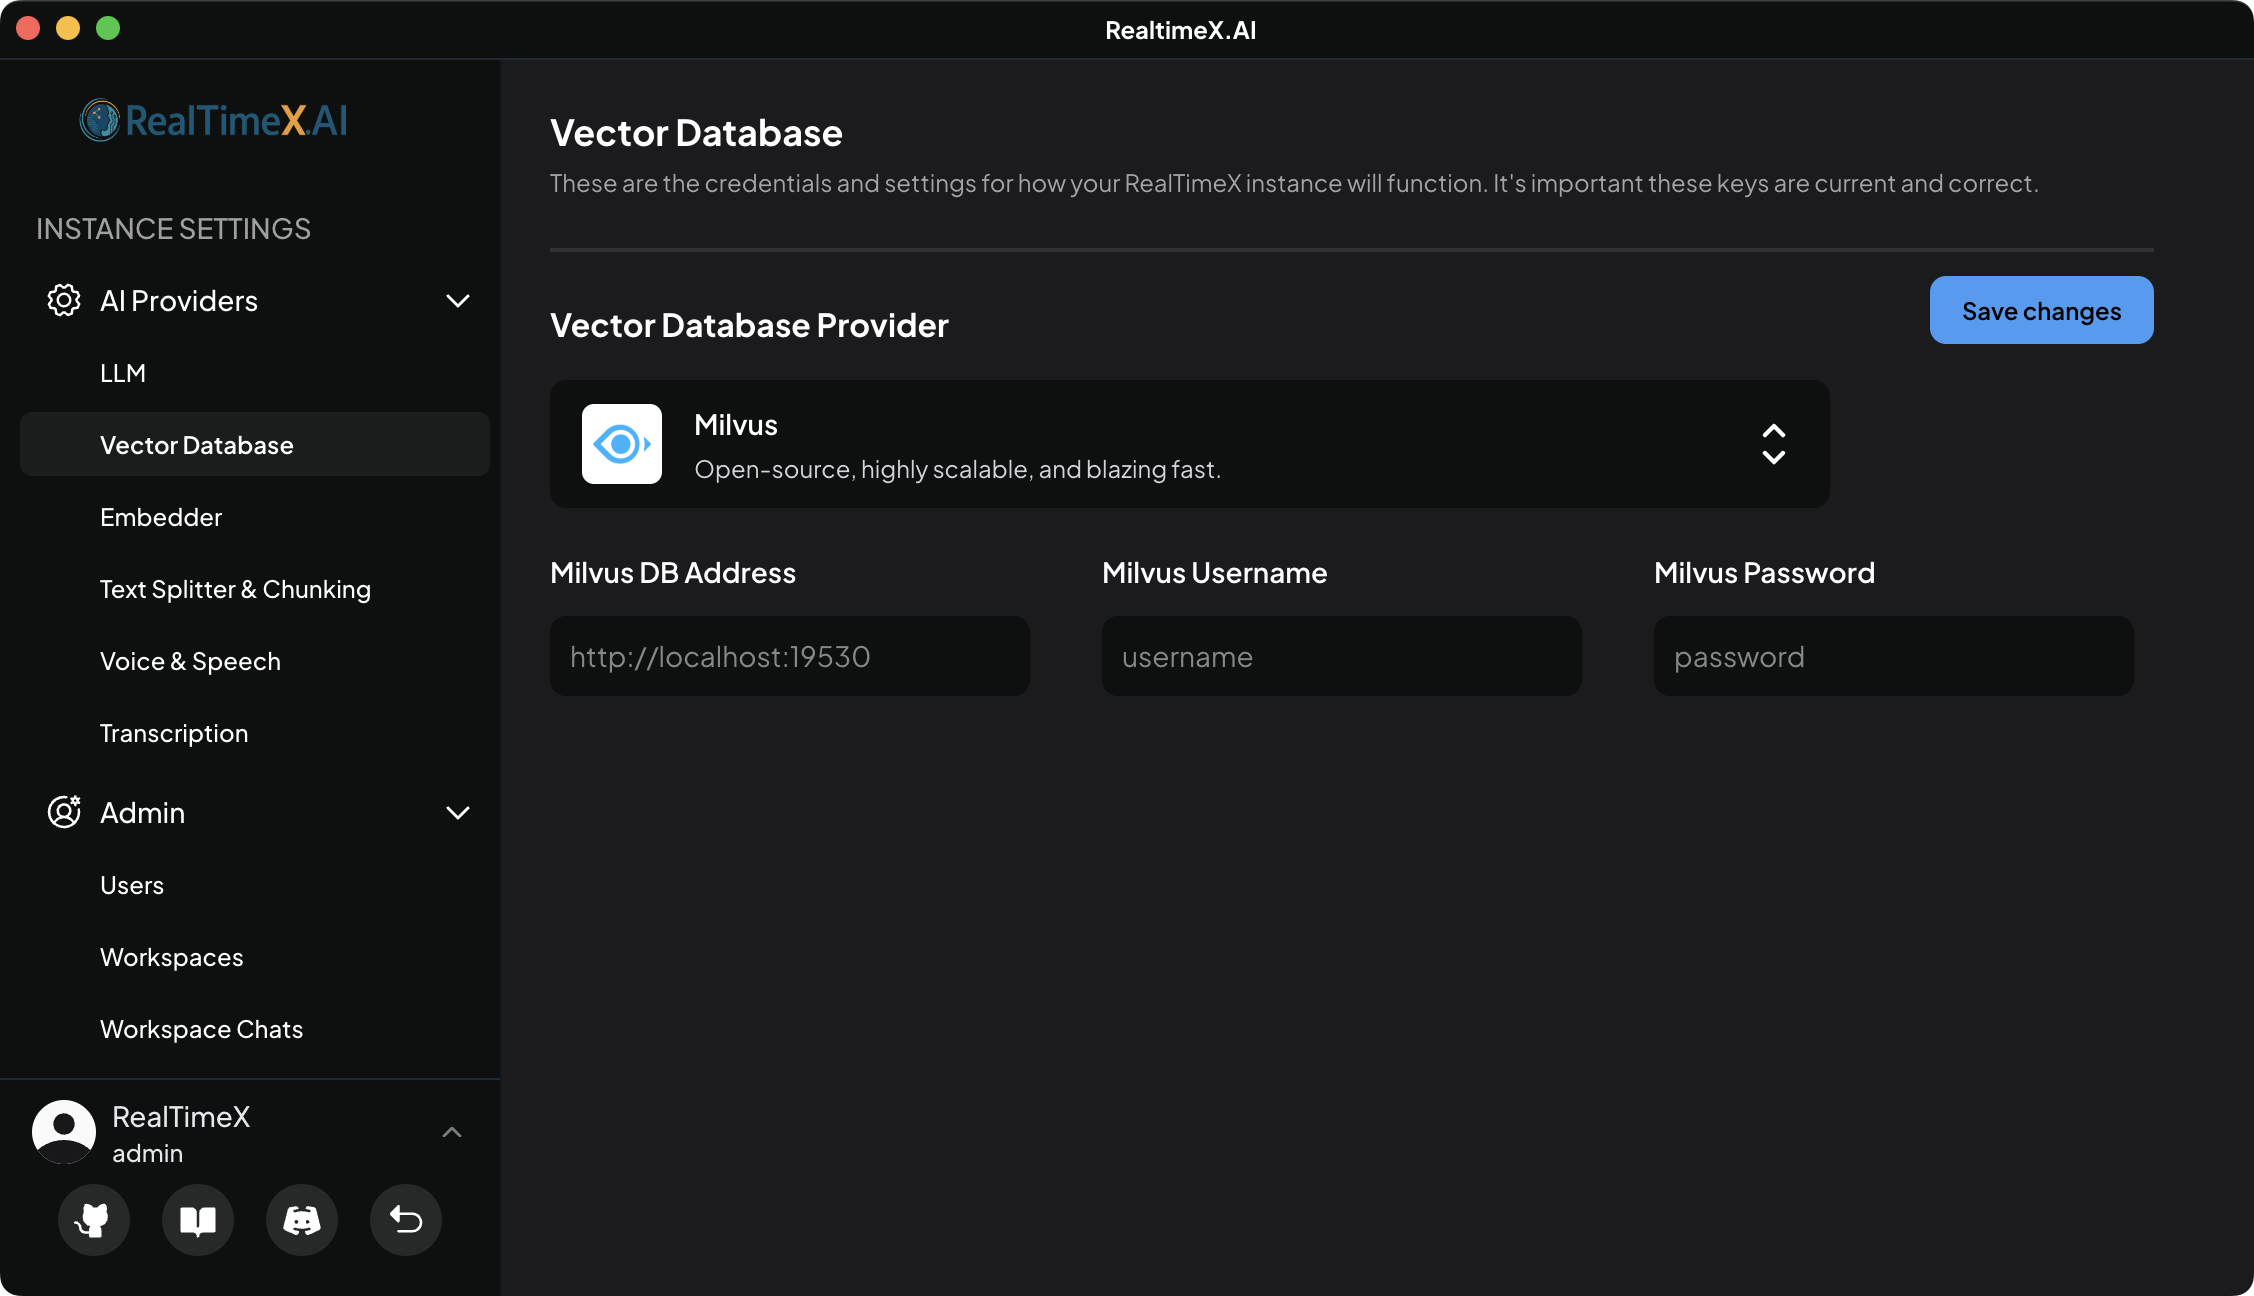 RealtimeX.AI
RealTimeX.AI
INSTANCE SETTINGS
AI Providers
LLM
Vector Database
Embedder
Text Splitter & Chunking
Voice & Speech
Transcription
Admin
Users
Workspaces
Workspace Chats
RealTimeX
admin
Vector Database
These are the credentials and settings for how your RealTimeX instance will function. It's important these keys are current and correct.
Save changes
Vector Database Provider
Milvus
Open-source, highly scalable, and blazing fast.
Milvus DB Address
http://localhost:19530
Milvus Username
username
Milvus Password
password